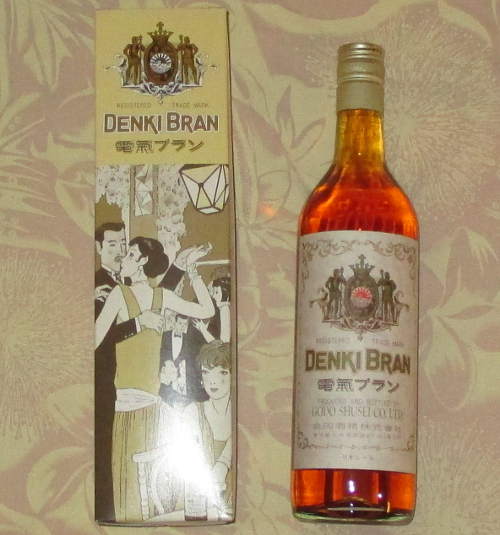 REGISTERED TRADE MARK
DENKI BRAN
電氣ブラン
REGISTERED TRADE MARK
DENKI BRAN
電氣ブラン
PRODUCED AND BOTTLED BY
GODO SHUSEI CO. LTD.
合同酒精株式會社